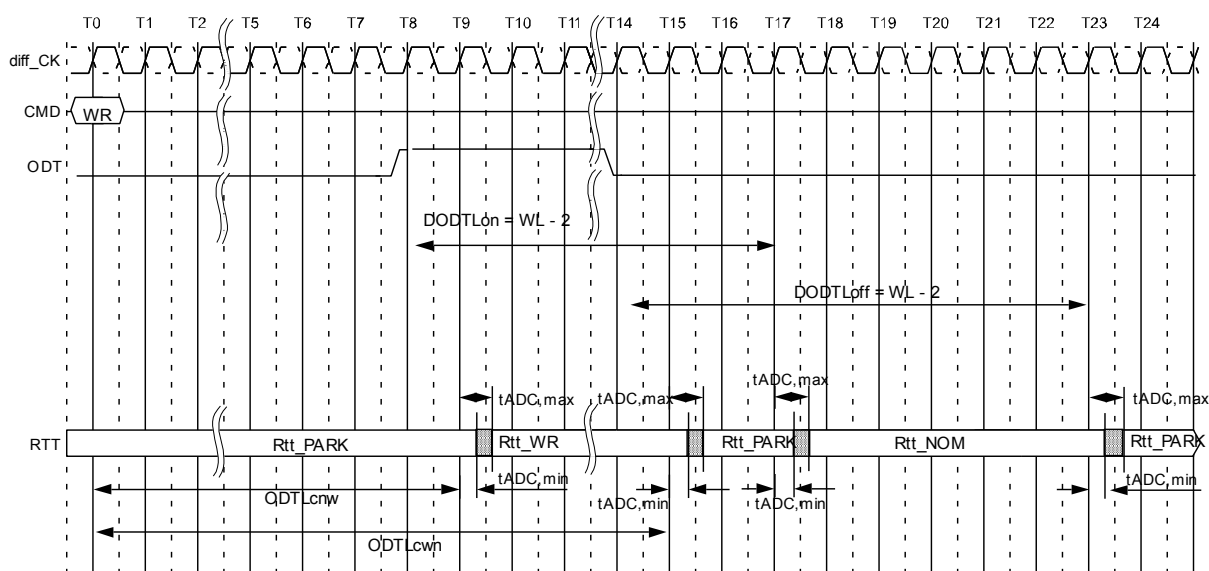 T0 T1 T2 T5 T6 T7 T8 T9 T10 T11 T14 T15 T16 T17 T18 T19 T20 T21 T22 T23 T24
diff_CK
CMD WR
ODT
DODTLon = WL - 2
DODTLoff = WL - 2
tADC,max
tADC,max tADC,max tADC,max
RTT Rtt_PARK Rtt_WR Rtt_PARK Rtt_NOM Rtt_PARK
tADC,min tADC,min
ODTLcnw tADC,min tADC,min
ODTLcwn